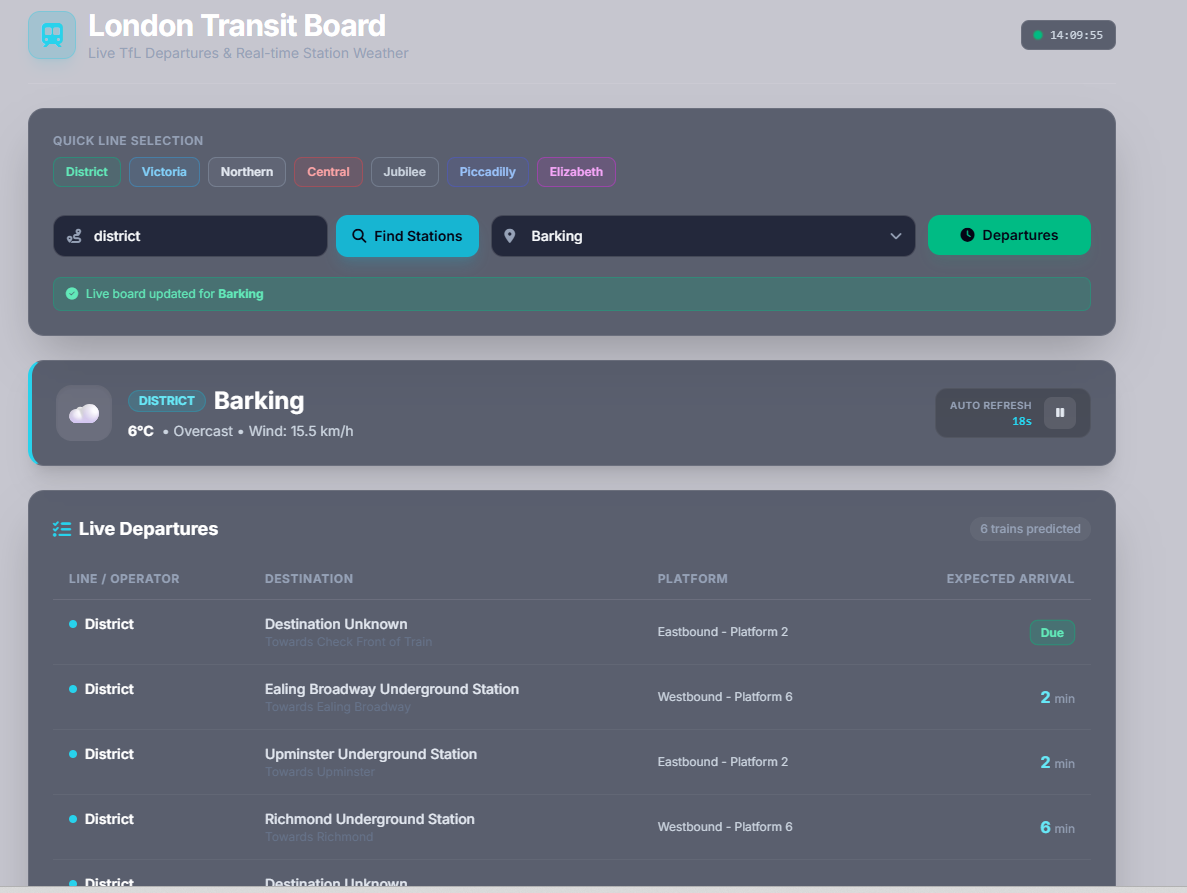 London Transit Board
Live TfL Departures & Real-time Station Weather
14:09:55
QUICK LINE SELECTION
District Victoria Northern Central Jubilee Piccadilly Elizabeth
district Find Stations Barking Departures
Live board updated for Barking
DISTRICT Barking
6°C • Overcast • Wind: 15.5 km/h
AUTO REFRESH
18s
Live Departures
6 trains predicted
LINE / OPERATOR DESTINATION PLATFORM EXPECTED ARRIVAL
District Destination Unknown Eastbound - Platform 2 Due
Towards Check Front of Train
District Ealing Broadway Underground Station Westbound - Platform 6 2 min
Towards Ealing Broadway
District Upminster Underground Station Eastbound - Platform 2 2 min
Towards Upminster
District Richmond Underground Station Westbound - Platform 6 6 min
Towards Richmond
District Destination Unknown